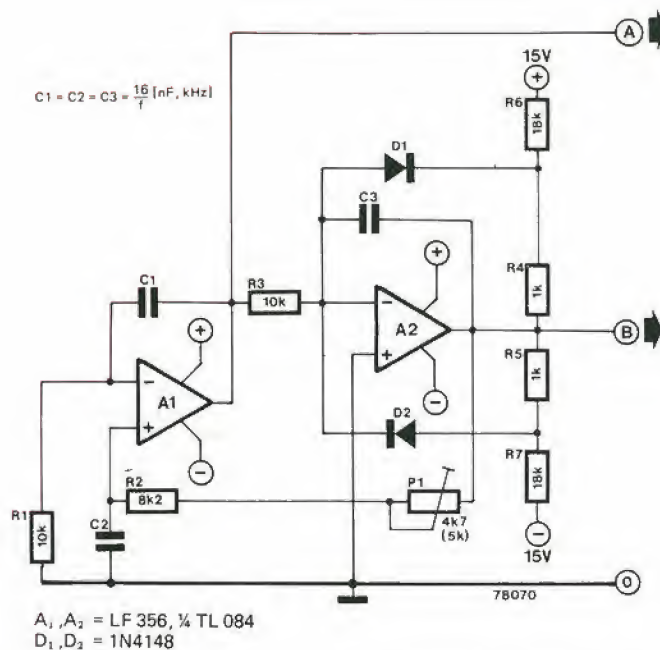 A
15V
+
C1 = C2 = C3 = 16/f [nF, kHz]
R6
18k
D1
C3
C1
R3
10k
R4
1k
+
A2
B
+
A1
R5
1k
D2
R2
8k2
P1
4k7
(5k)
R7
18k
R1
10k
C2
15V
78070
0
A₁, A₂ = LF 356, ¼ TL 084
D₁, D₂ = 1N4148